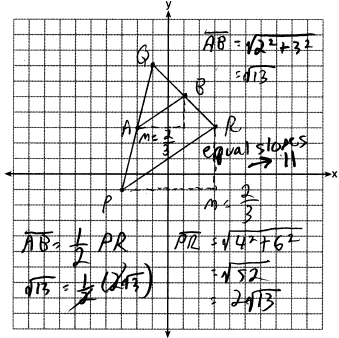 y
Q
AB = √2² + 3²
= √13
B
A
m = 2/3
R
equal slopes
→ ||
x
P
m = 2/3
AB = 1/2 PR
√13 = 1/2 (2√13)
PR = √4² + 6²
= √52
= 2√13